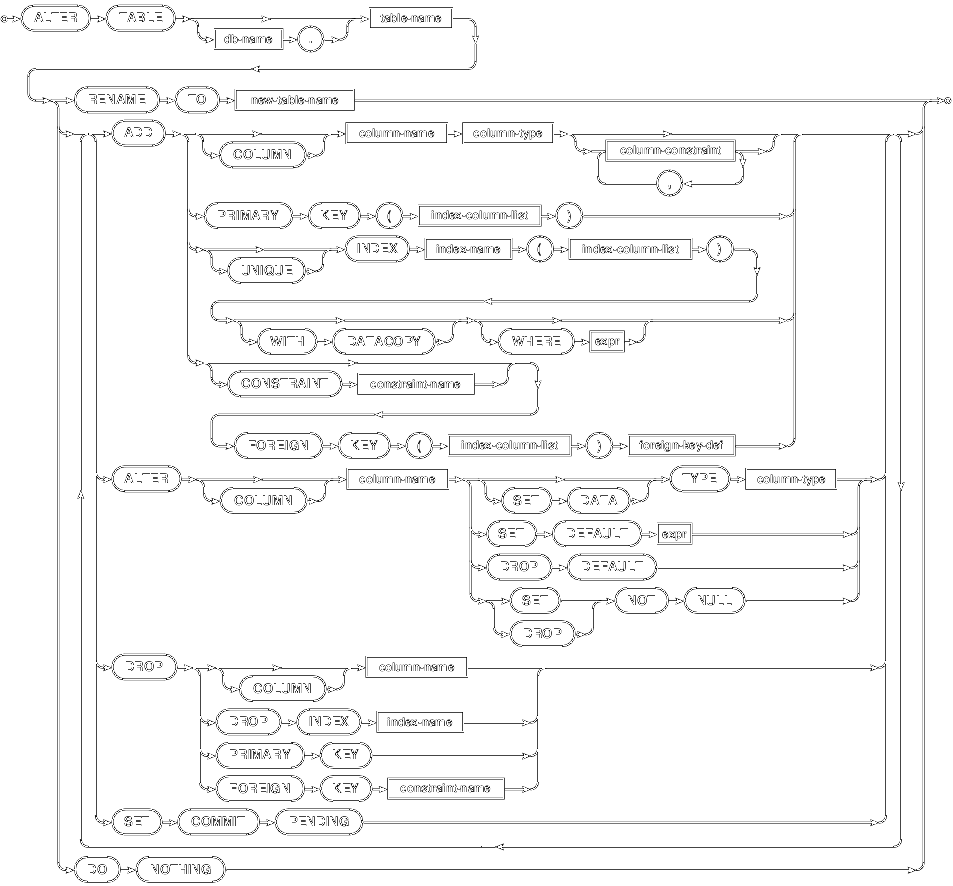 ALTER TABLE table-name
db-name .
RENAME TO new-table-name
ADD column-name column-type
COLUMN column-constraint
,
PRIMARY KEY ( index-column-list )
INDEX index-name ( index-column-list )
UNIQUE
WITH DATACOPY WHERE expr
CONSTRAINT constraint-name
FOREIGN KEY ( index-column-list ) foreign-key-def
ALTER column-name TYPE column-type
COLUMN SET DATA
SET DEFAULT expr
DROP DEFAULT
SET NOT NULL
DROP
DROP column-name
COLUMN
DROP INDEX index-name
PRIMARY KEY
FOREIGN KEY constraint-name
SET COMMIT PENDING
DO NOTHING